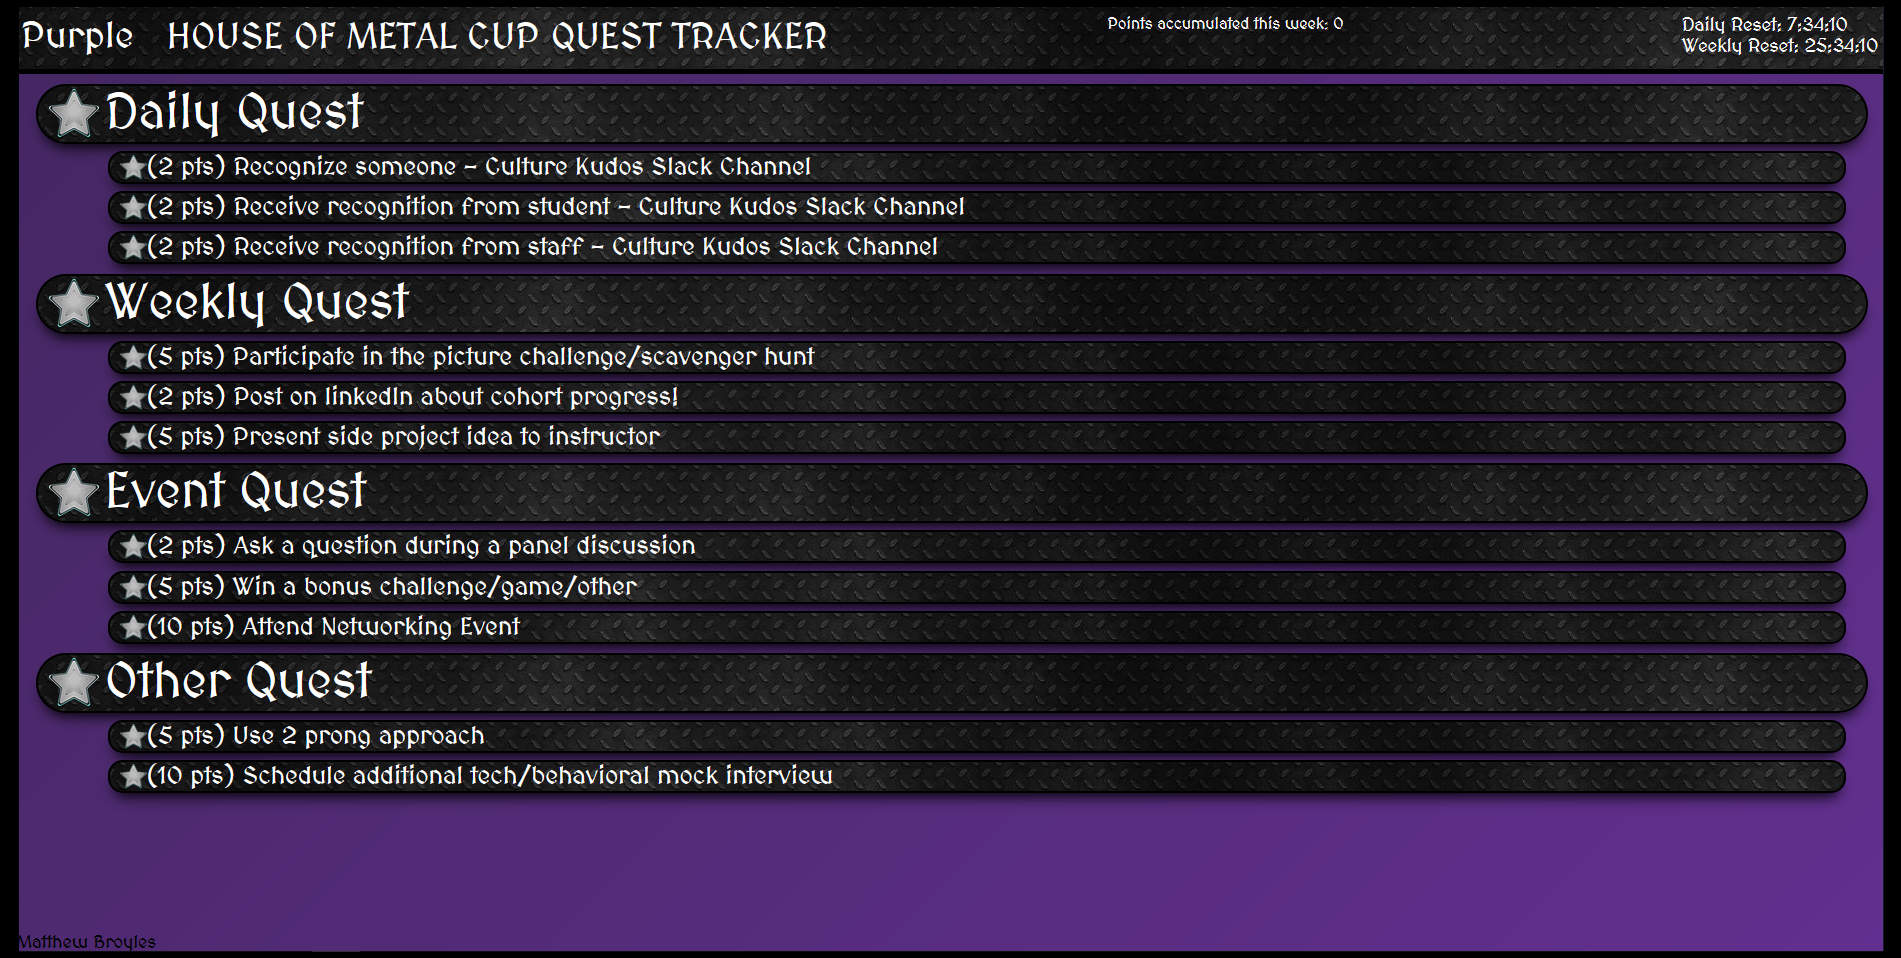 Purple HOUSE OF METAL CUP QUEST TRACKER
Points accumulated this week: 0
Daily Reset: 7:34:10
Weekly Reset: 25:34:10
Daily Quest
(2 pts) Recognize someone - Culture Kudos Slack Channel
(2 pts) Receive recognition from student - Culture Kudos Slack Channel
(2 pts) Receive recognition from staff - Culture Kudos Slack Channel
Weekly Quest
(5 pts) Participate in the picture challenge/scavenger hunt
(2 pts) Post on linkedIn about cohort progress!
(5 pts) Present side project idea to instructor
Event Quest
(2 pts) Ask a question during a panel discussion
(5 pts) Win a bonus challenge/game/other
(10 pts) Attend Networking Event
Other Quest
(5 pts) Use 2 prong approach
(10 pts) Schedule additional tech/behavioral mock interview
Matthew Broyles